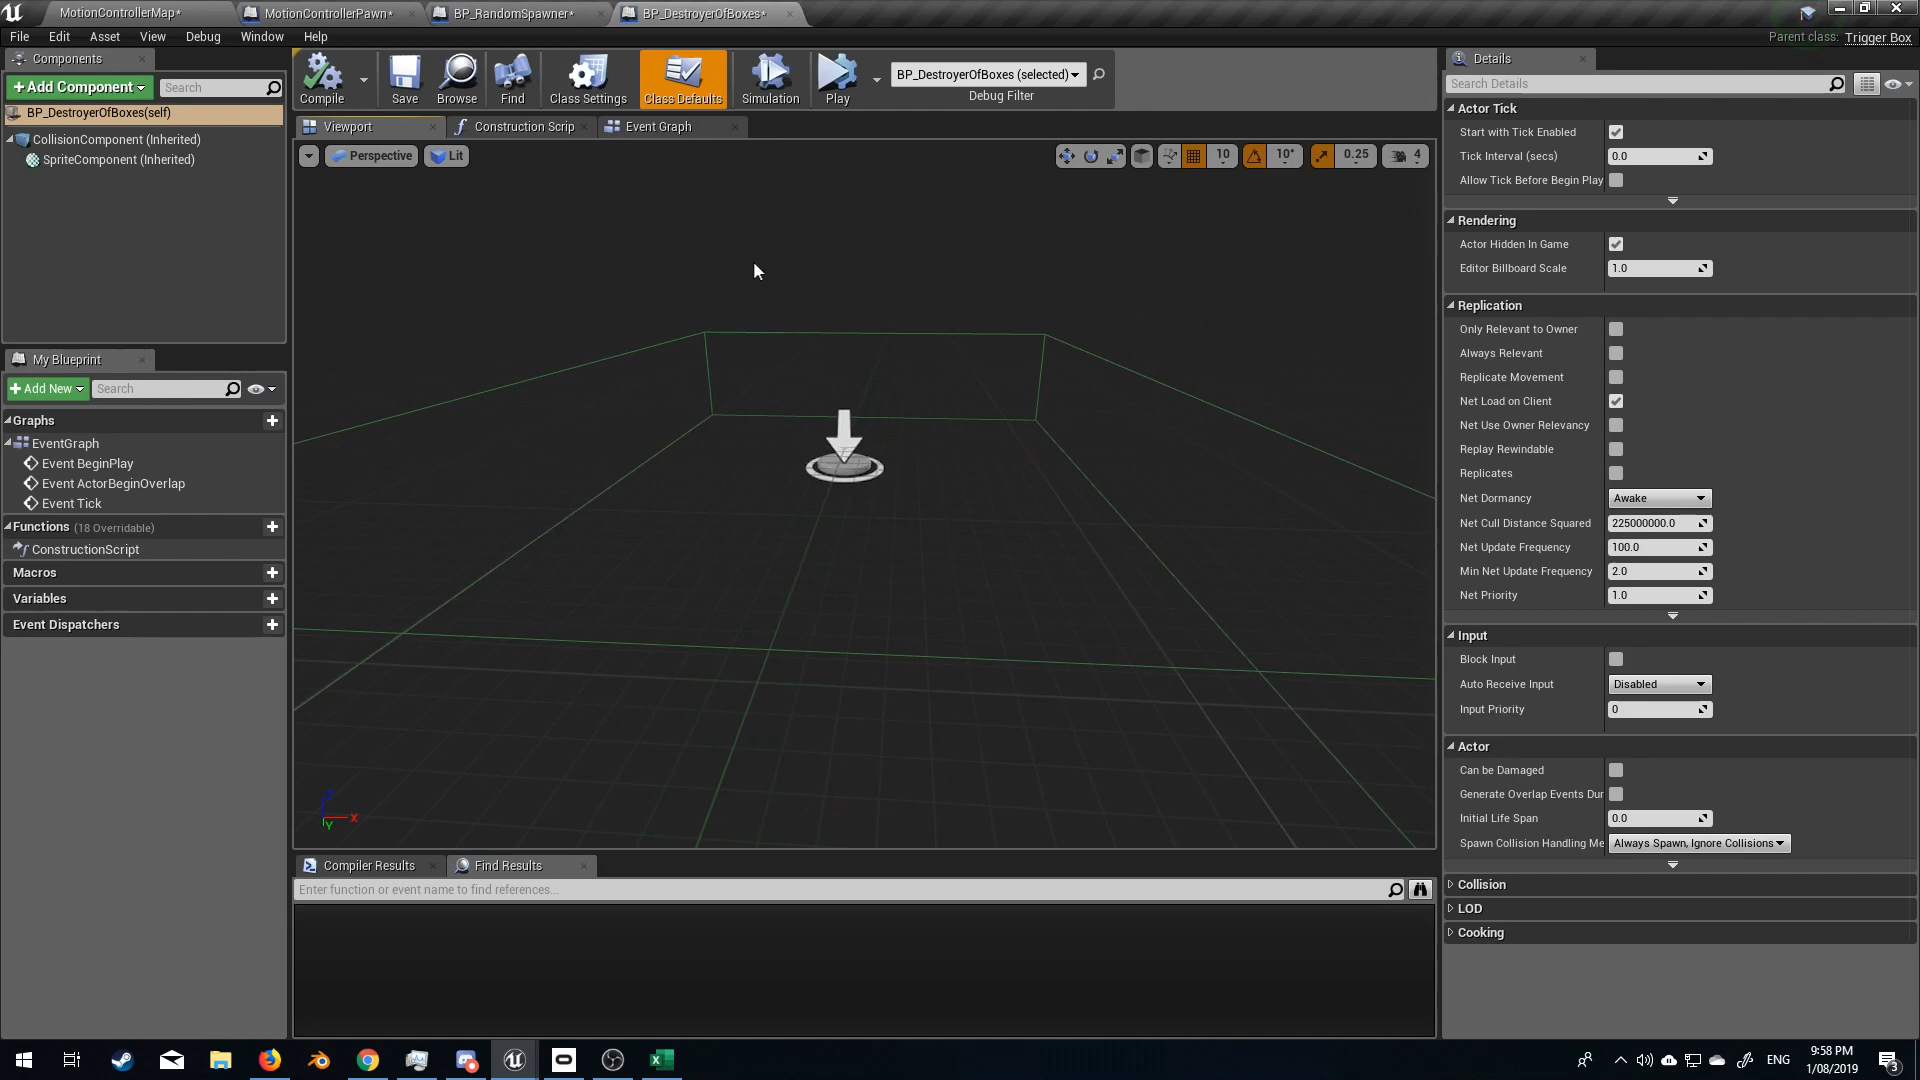 MotionControllerMap*
MotionControllerPawn*
BP_RandomSpawner*
BP_DestroyerOfBoxes*
File
Edit
Asset
View
Debug
Window
Help
Parent class: Trigger Box
Components
+Add Component
Search
BP_DestroyerOfBoxes(self)
CollisionComponent (Inherited)
SpriteComponent (Inherited)
My Blueprint
+Add New
Search
Graphs
EventGraph
Event BeginPlay
Event ActorBeginOverlap
Event Tick
Functions (18 Overridable)
ConstructionScript
Macros
Variables
Event Dispatchers
Compile
Save
Browse
Find
Class Settings
Class Defaults
Simulation
Play
BP_DestroyerOfBoxes (selected)
Debug Filter
Viewport
Construction Scrip
Event Graph
Perspective
Lit
10
10°
0.25
4
Z
X
Y
Compiler Results
Find Results
Enter function or event name to find references...
Details
Search Details
Actor Tick
Start with Tick Enabled
Tick Interval (secs) 0.0
Allow Tick Before Begin Play
Rendering
Actor Hidden In Game
Editor Billboard Scale 1.0
Replication
Only Relevant to Owner
Always Relevant
Replicate Movement
Net Load on Client
Net Use Owner Relevancy
Replay Rewindable
Replicates
Net Dormancy Awake
Net Cull Distance Squared 225000000.0
Net Update Frequency 100.0
Min Net Update Frequency 2.0
Net Priority 1.0
Input
Block Input
Auto Receive Input Disabled
Input Priority 0
Actor
Can be Damaged
Generate Overlap Events Dur
Initial Life Span 0.0
Spawn Collision Handling Me Always Spawn, Ignore Collisions
Collision
LOD
Cooking
ENG
9:58 PM
1/08/2019
3